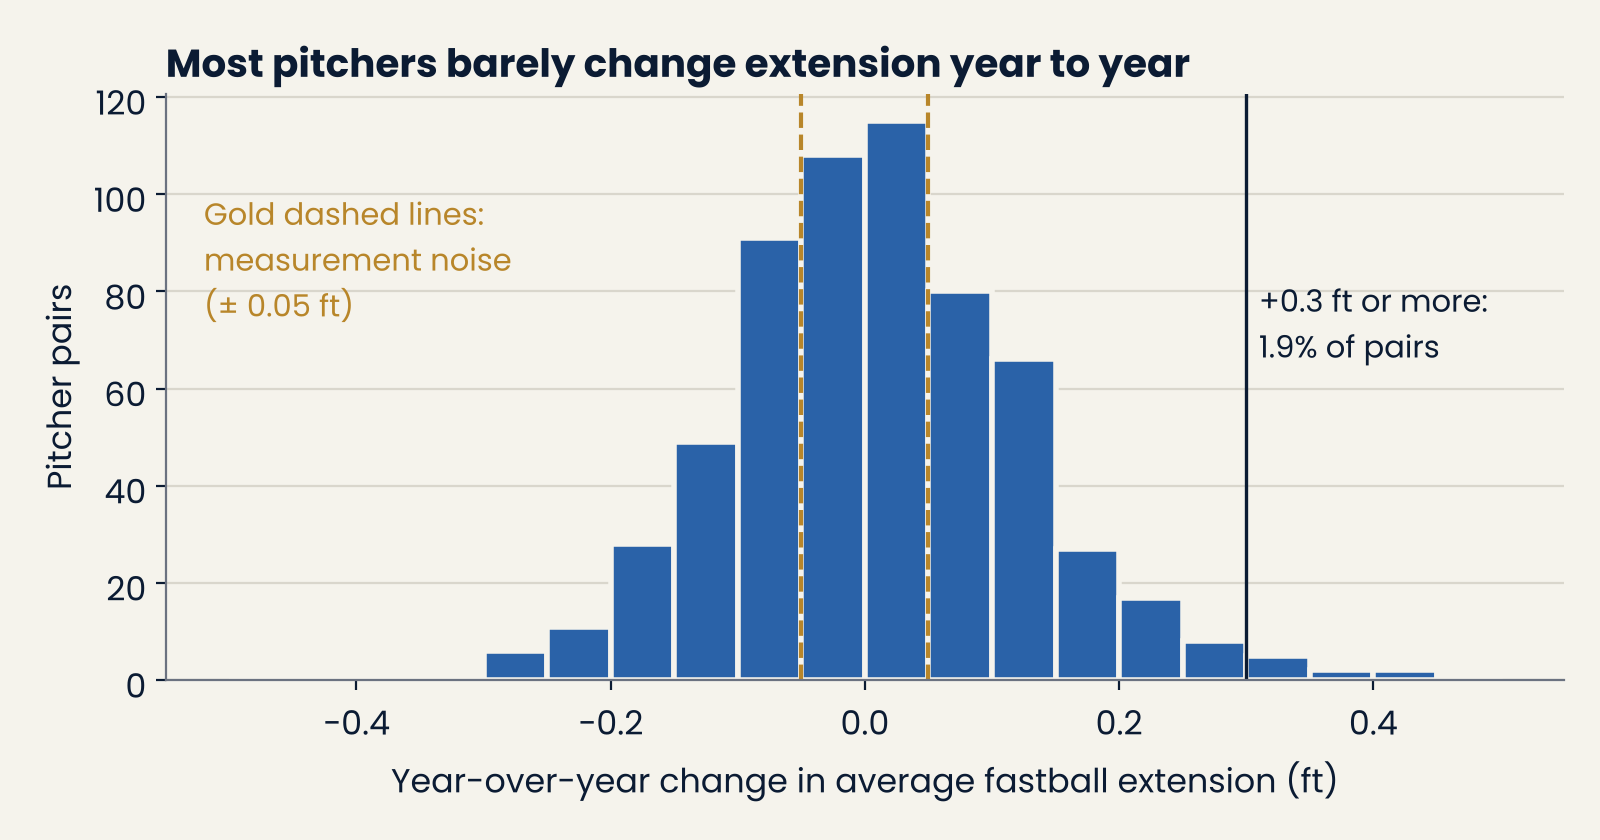 Most pitchers barely change extension year to year
120
100
80
60
40
20
0
Pitcher pairs
Gold dashed lines:
measurement noise
(± 0.05 ft)
+0.3 ft or more:
1.9% of pairs
−0.4
−0.2
0.0
0.2
0.4
Year-over-year change in average fastball extension (ft)